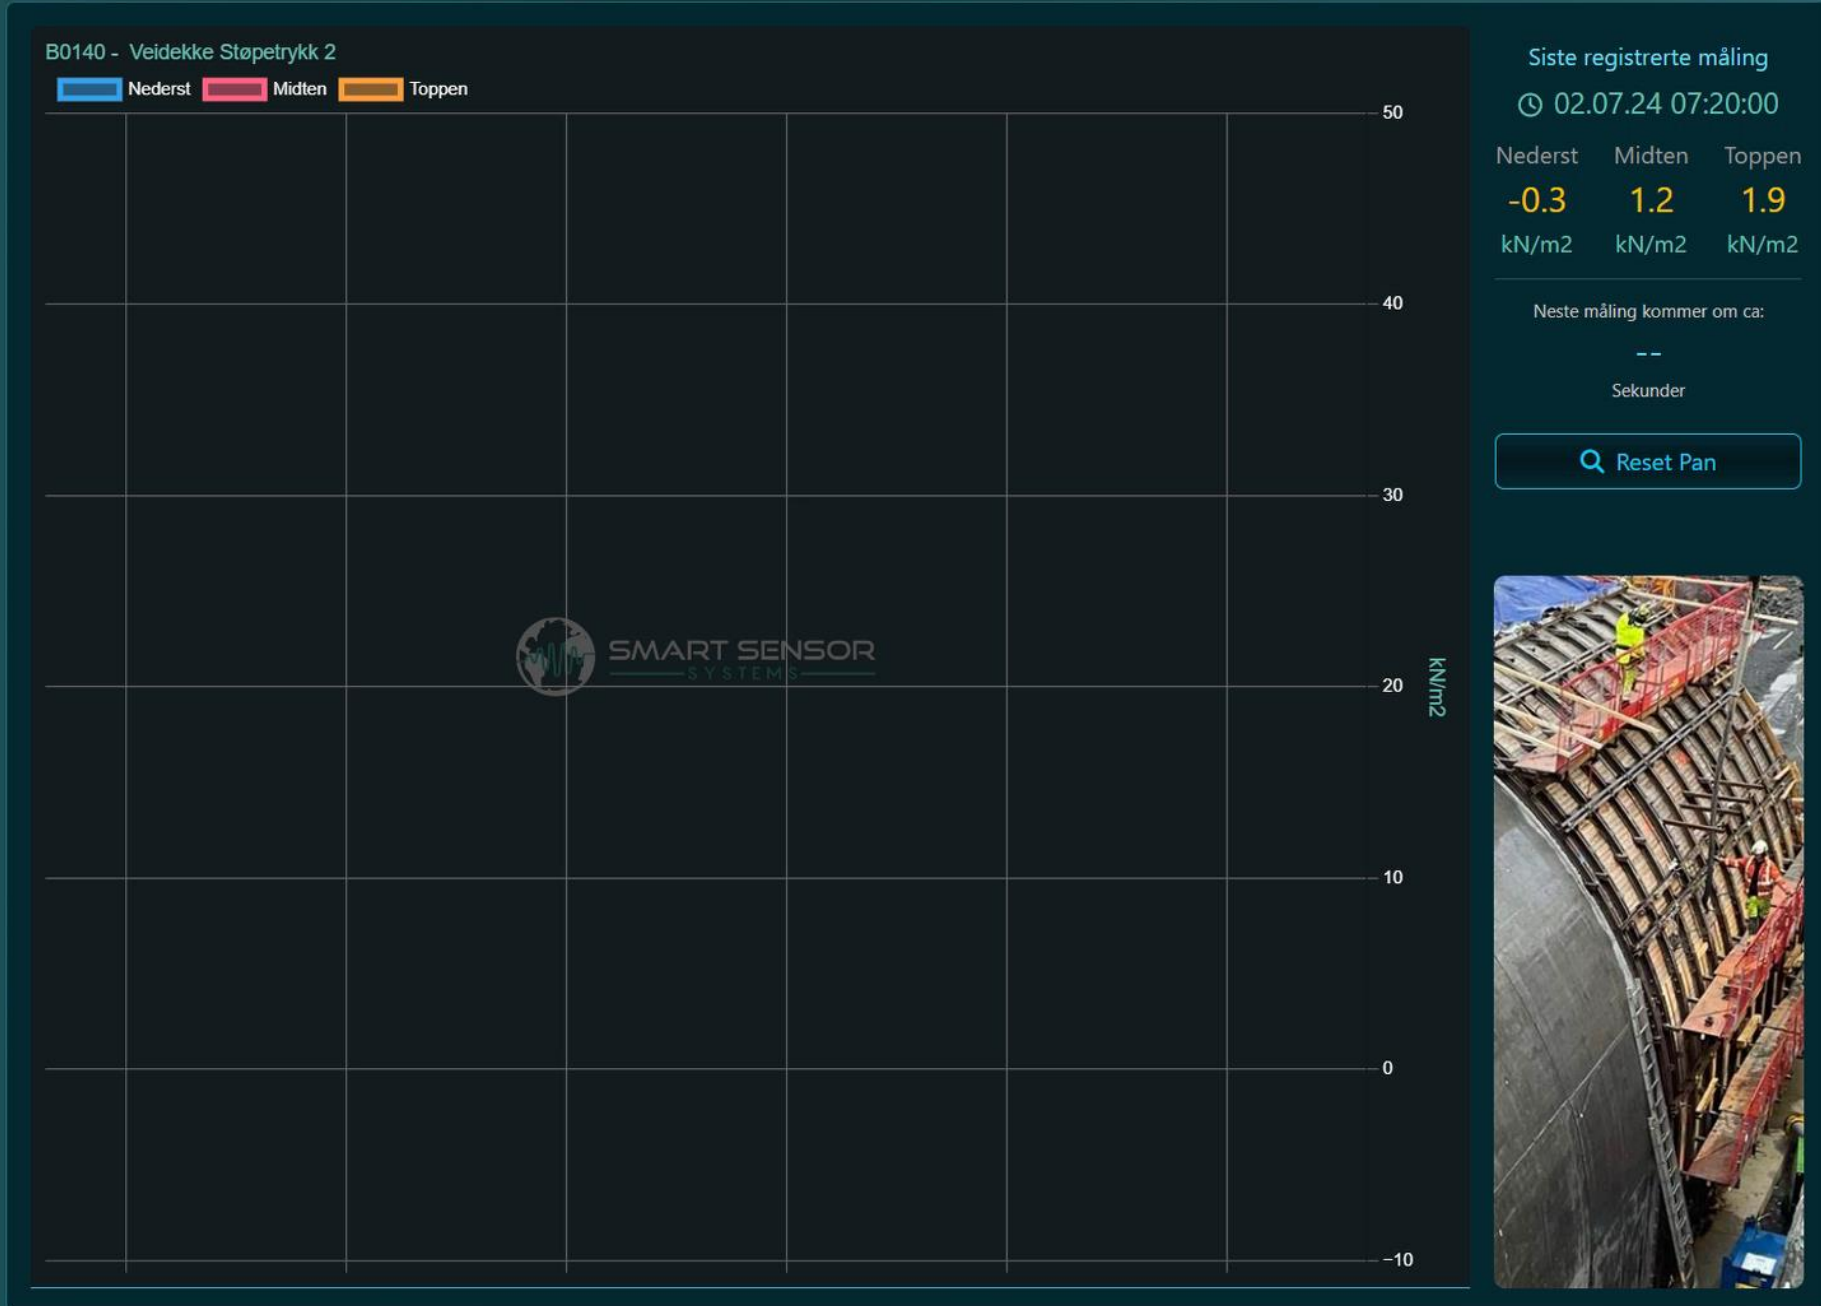 B0140 - Veidekke Støpetrykk 2
Nederst Midten Toppen
50
40
30
20
10
0
−10
kN/m2
SMART SENSOR
SYSTEMS
Siste registrerte måling
02.07.24 07:20:00
Nederst Midten Toppen
-0.3 1.2 1.9
kN/m2 kN/m2 kN/m2
Neste måling kommer om ca:
--
Sekunder
Reset Pan